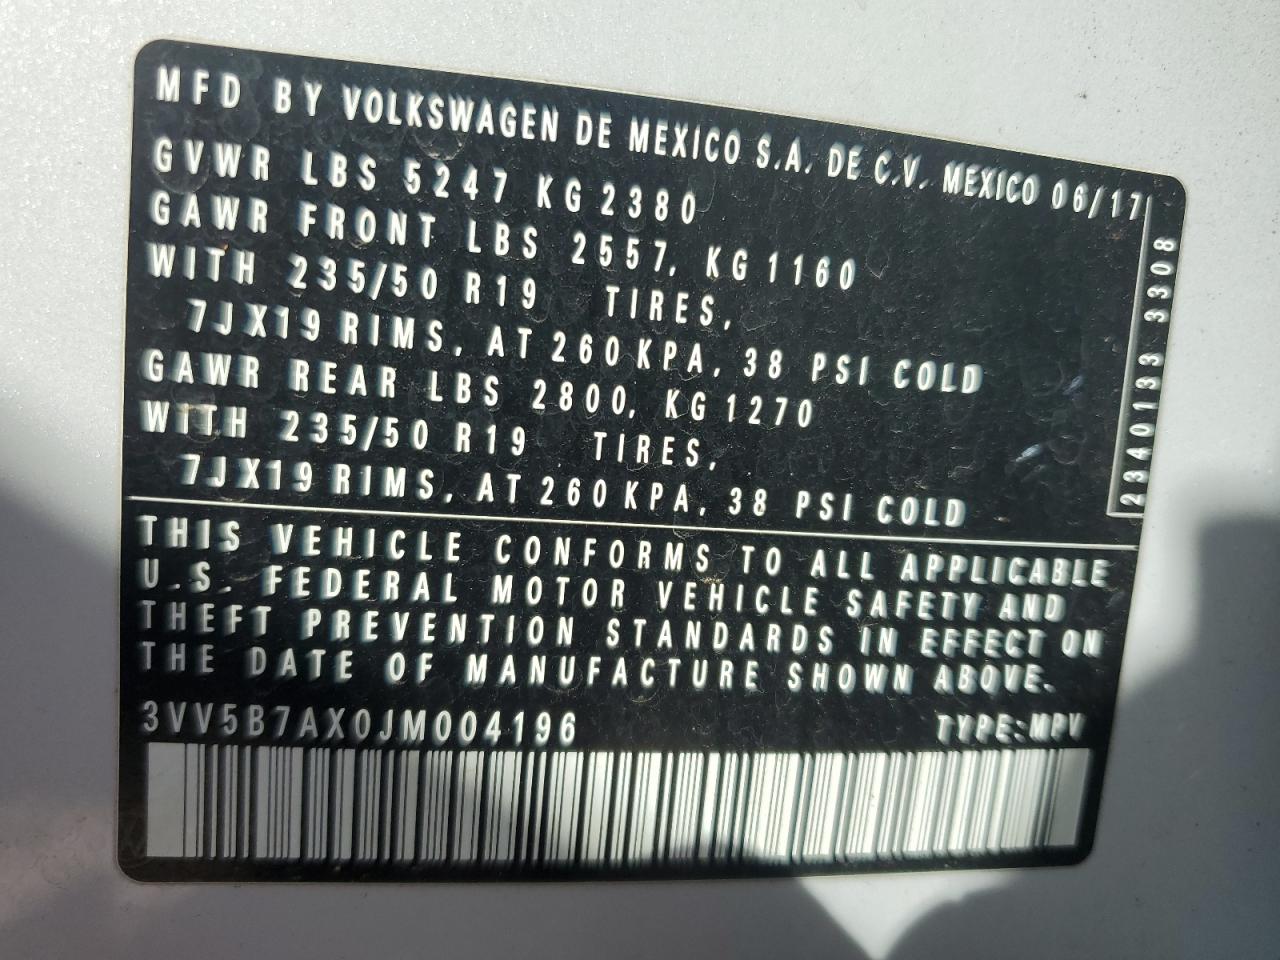 MFD BY VOLKSWAGEN DE MEXICO S.A. DE C.V. MEXICO 06/17
GVWR LBS 5247 KG 2380
GAWR FRONT LBS 2557, KG 1160
WITH 235/50 R19 TIRES,
7JX19 RIMS, AT 260 KPA, 38 PSI COLD
GAWR REAR LBS 2800, KG 1270
WITH 235/50 R19 TIRES,
7JX19 RIMS, AT 260 KPA, 38 PSI COLD
2340133 3308
THIS VEHICLE CONFORMS TO ALL APPLICABLE
U.S. FEDERAL MOTOR VEHICLE SAFETY AND
THEFT PREVENTION STANDARDS IN EFFECT ON
THE DATE OF MANUFACTURE SHOWN ABOVE.
3VV5B7AX0JM004196 TYPE:MPV